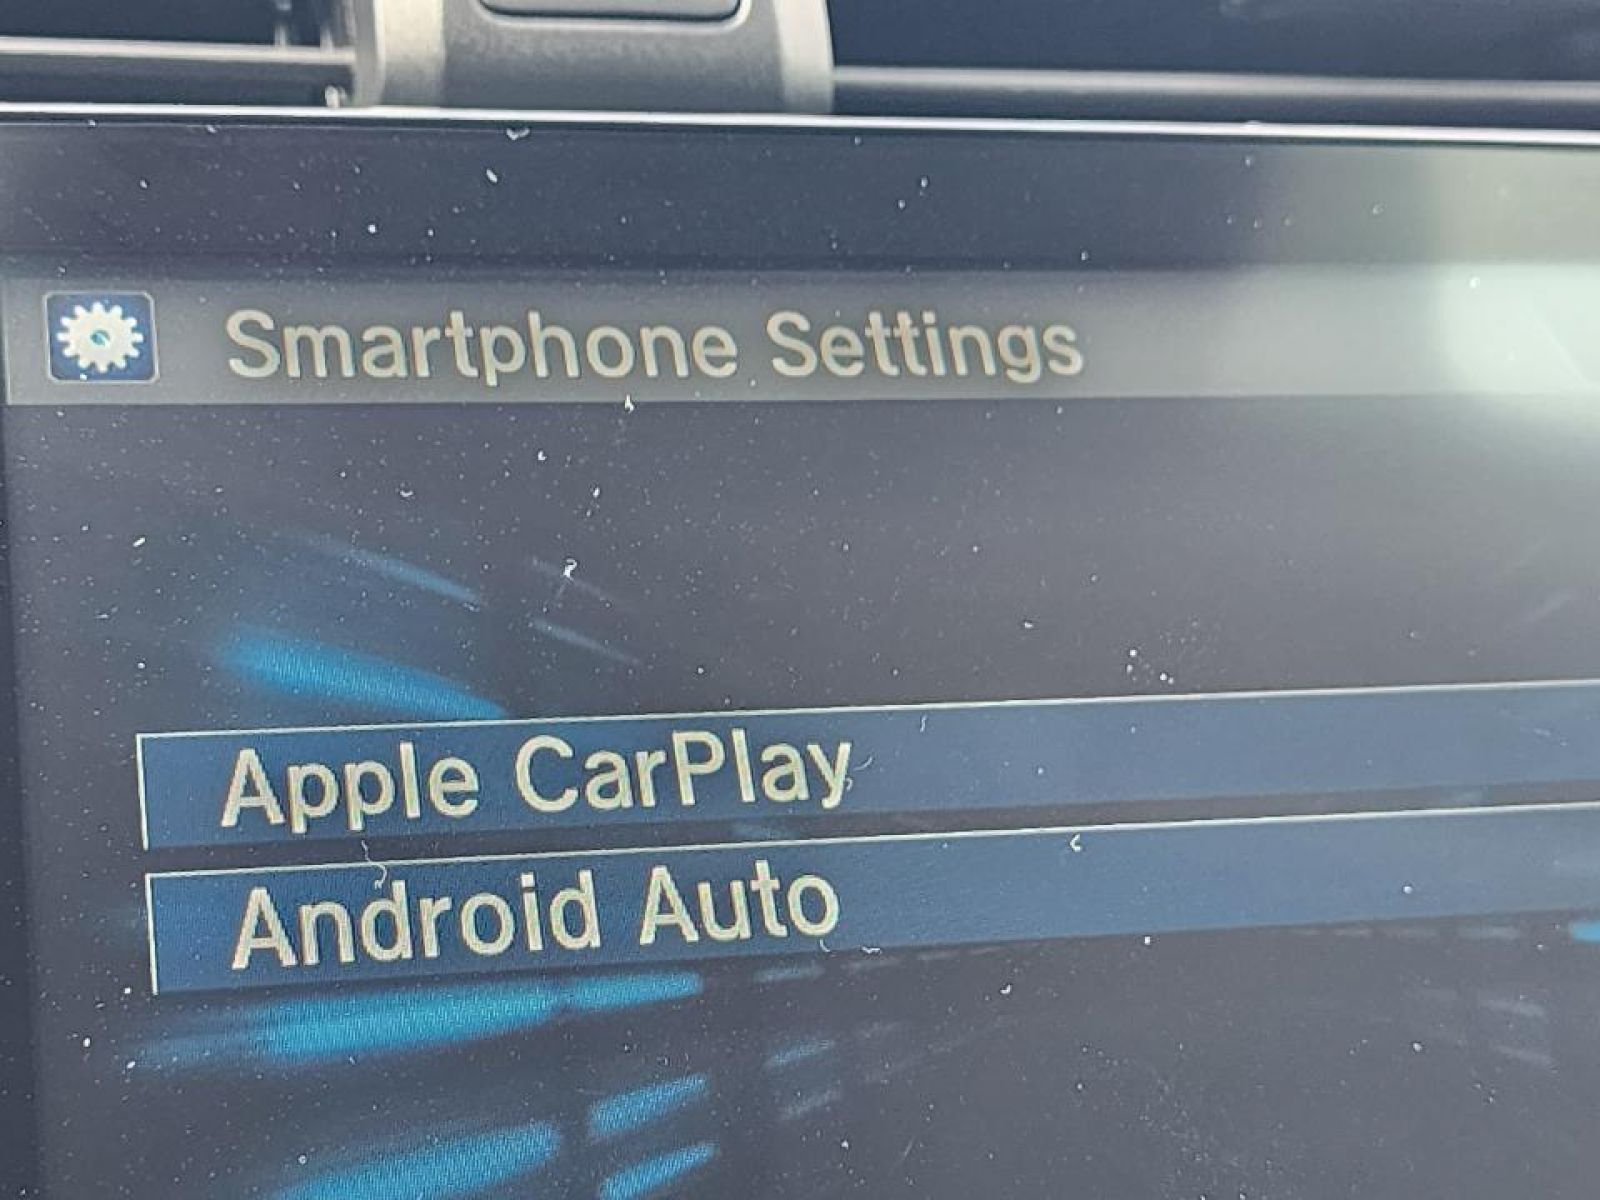 Smartphone Settings
Apple CarPlay
Android Auto